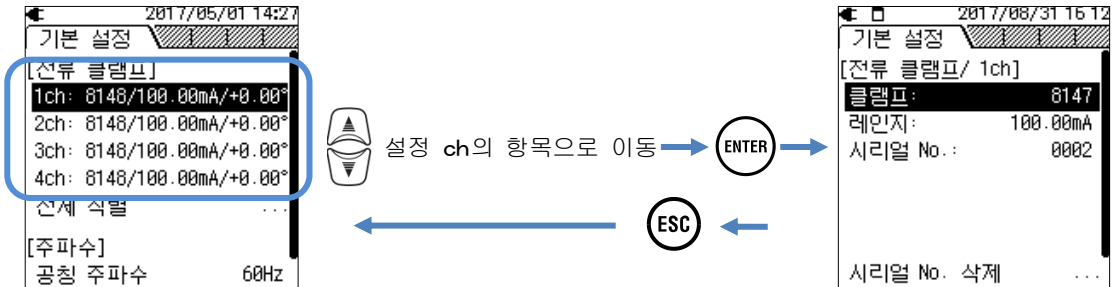 2017/05/01 14:27
기본 설정
[전류 클램프]
1ch: 8148/100.00mA/+0.00°
2ch: 8148/100.00mA/+0.00°
3ch: 8148/100.00mA/+0.00°
4ch: 8148/100.00mA/+0.00°
전체 식별 ...
[주파수]
공칭 주파수 60Hz
설정 ch의 항목으로 이동
ENTER
ESC
2017/08/31 16:12
기본 설정
[전류 클램프/ 1ch]
클램프: 8147
레인지: 100.00mA
시리얼 No.: 0002
시리얼 No. 삭제 ...